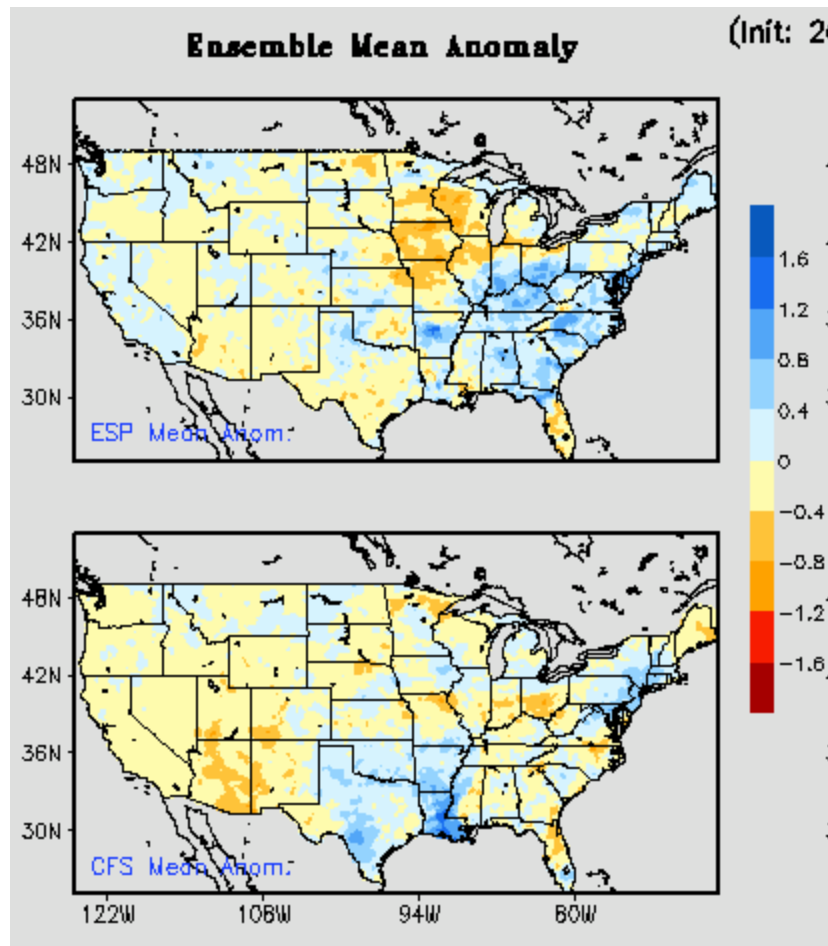 Ensemble Mean Anomaly
(Init: 2
48N
42N
36N
30N
ESP Mean Anom.
1.6
1.2
0.8
0.4
0
-0.4
-0.8
-1.2
-1.6
48N
42N
36N
30N
CFS Mean Anom.
122W
108W
94W
80W